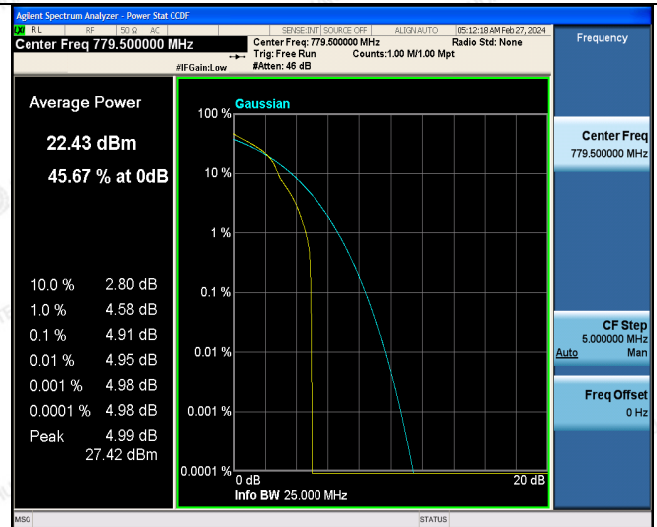 Agilent Spectrum Analyzer - Power Stat CCDF
LXI RL RF 50 Ω AC SENSE:INT SOURCE OFF ALIGN AUTO 05:12:18 AM Feb 27, 2024
Center Freq 779.500000 MHz
Center Freq: 779.500000 MHz Radio Std: None
Trig: Free Run Counts:1.00 M/1.00 Mpt
#IFGain:Low #Atten: 46 dB
Average Power
22.43 dBm
45.67 % at 0dB
10.0 % 2.80 dB
1.0 % 4.58 dB
0.1 % 4.91 dB
0.01 % 4.95 dB
0.001 % 4.98 dB
0.0001 % 4.98 dB
Peak 4.99 dB
27.42 dBm
Gaussian
100 %
10 %
1 %
0.1 %
0.01 %
0.001 %
0.0001 %
0 dB 20 dB
Info BW 25.000 MHz
Frequency
Center Freq
779.500000 MHz
CF Step
5.000000 MHz
Auto Man
Freq Offset
0 Hz
MSG STATUS